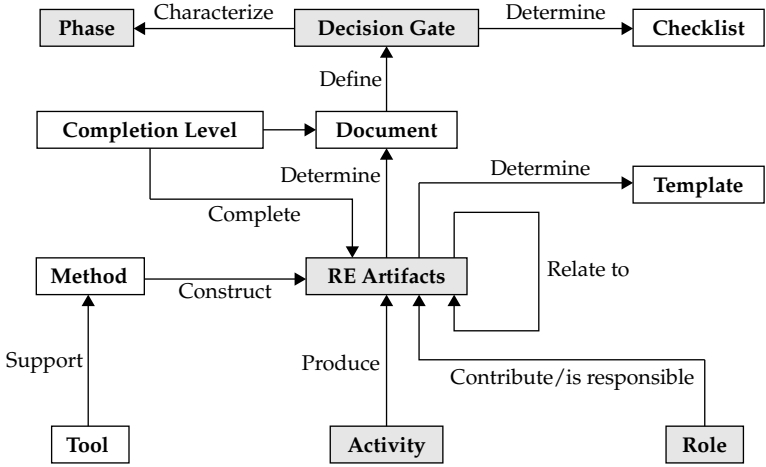 Characterize
Determine
Phase
Decision Gate
Checklist
Define
Completion Level
Document
Determine
Determine
Template
Complete
Method
RE Artifacts
Relate to
Construct
Support
Produce
Contribute/is responsible
Tool
Activity
Role